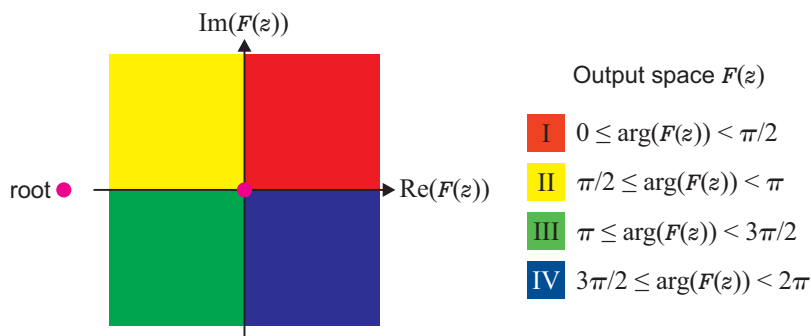 Im(F(z))
root
Re(F(z))
Output space F(z)
I 0 ≤ arg(F(z)) < π/2
II π/2 ≤ arg(F(z)) < π
III π ≤ arg(F(z)) < 3π/2
IV 3π/2 ≤ arg(F(z)) < 2π